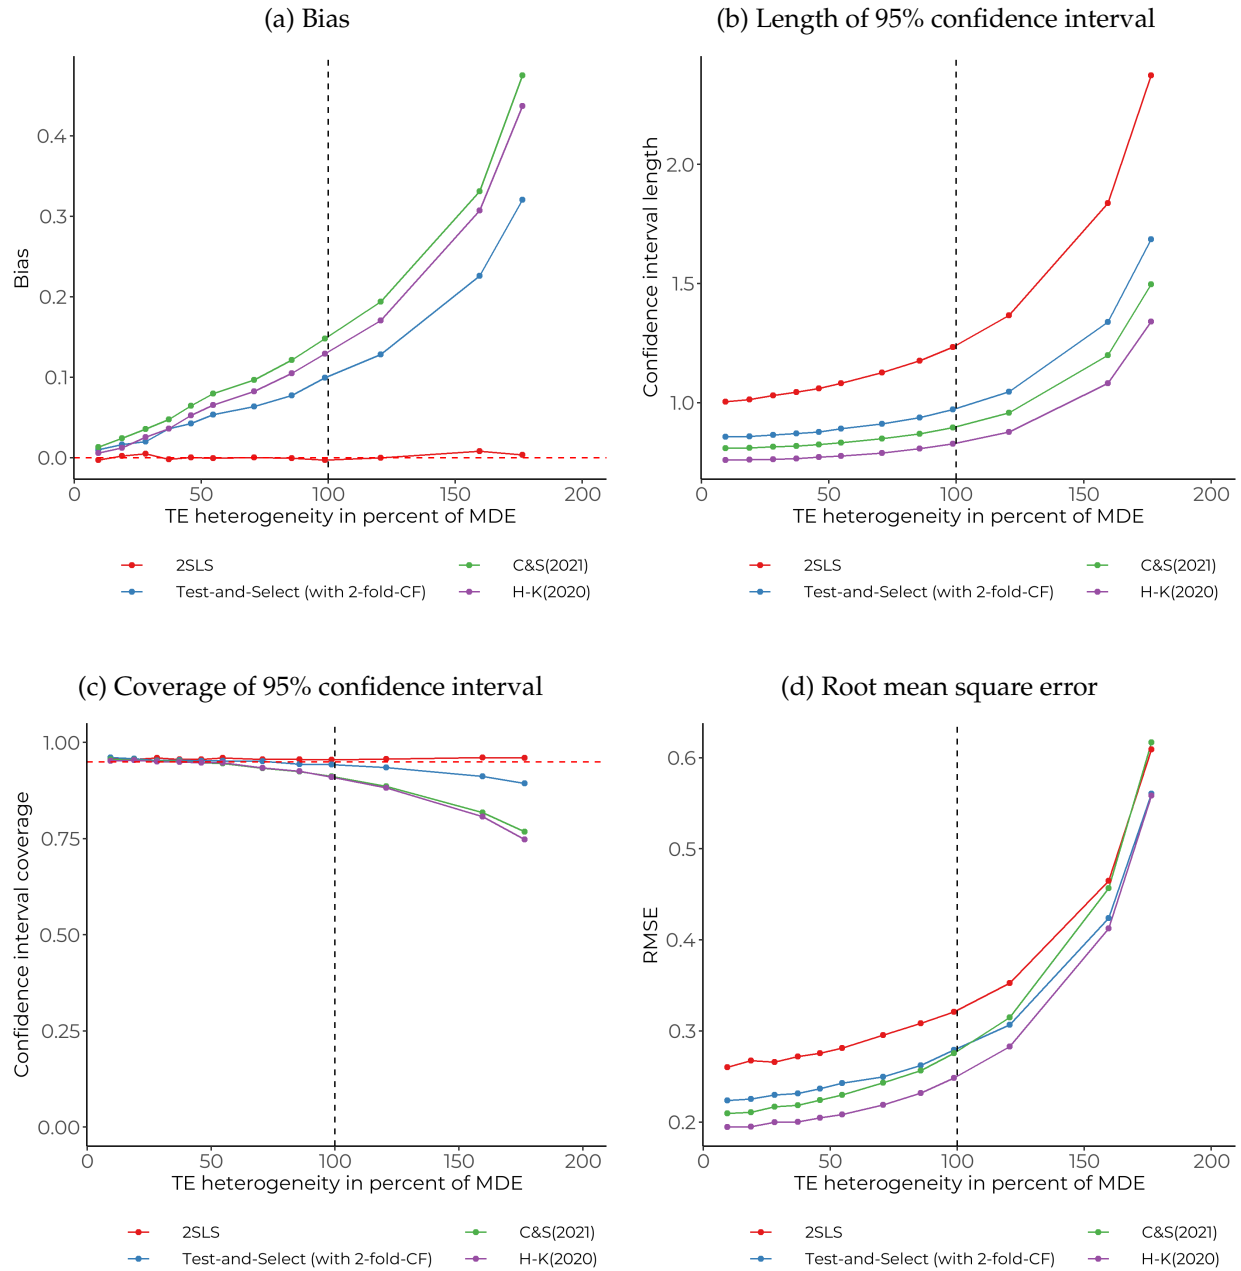 (a) Bias
0.4
0.3
0.2
0.1
0.0
Bias
0 50 100 150 200
TE heterogeneity in percent of MDE
2SLS
C&S(2021)
Test-and-Select (with 2-fold-CF)
H-K(2020)
(b) Length of 95% confidence interval
2.0
1.5
1.0
Confidence interval length
0 50 100 150 200
TE heterogeneity in percent of MDE
2SLS
C&S(2021)
Test-and-Select (with 2-fold-CF)
H-K(2020)
(c) Coverage of 95% confidence interval
1.00
0.75
0.50
0.25
0.00
Confidence interval coverage
0 50 100 150 200
TE heterogeneity in percent of MDE
2SLS
C&S(2021)
Test-and-Select (with 2-fold-CF)
H-K(2020)
(d) Root mean square error
0.6
0.5
0.4
0.3
0.2
RMSE
0 50 100 150 200
TE heterogeneity in percent of MDE
2SLS
C&S(2021)
Test-and-Select (with 2-fold-CF)
H-K(2020)